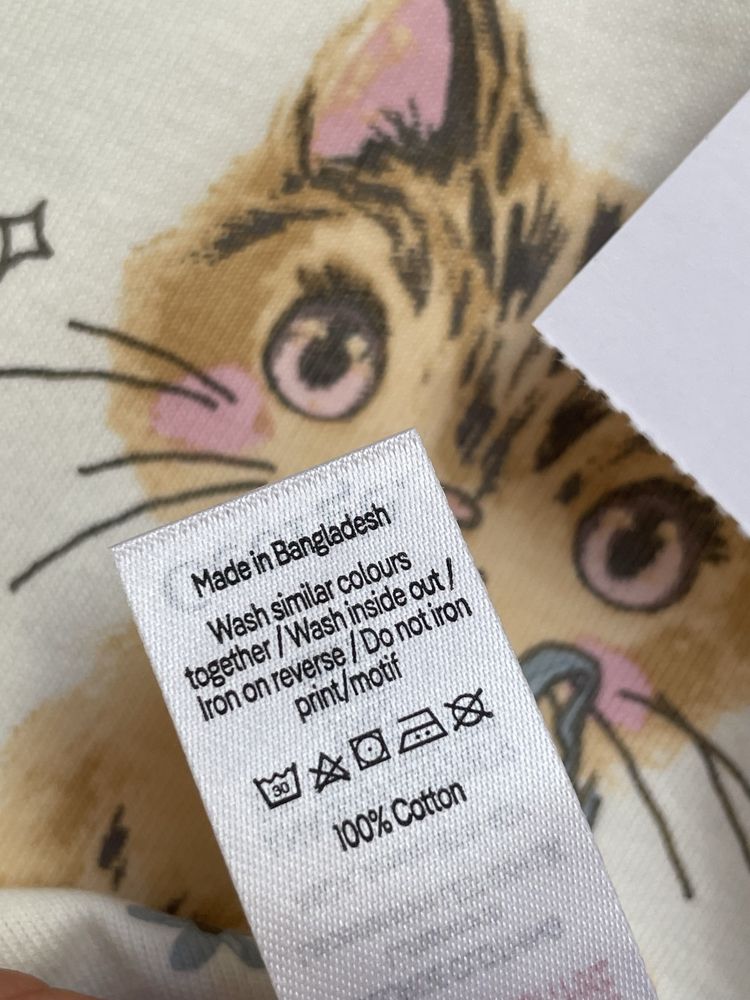 Made in Bangladesh
Wash similar colours
together / Wash inside out /
Iron on reverse / Do not iron
print/motif
30
100% Cotton